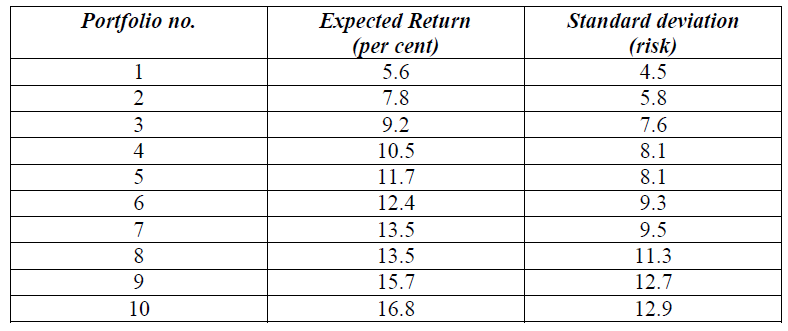 Portfolio no. Expected Return (per cent) Standard deviation (risk)
1 5.6 4.5
2 7.8 5.8
3 9.2 7.6
4 10.5 8.1
5 11.7 8.1
6 12.4 9.3
7 13.5 9.5
8 13.5 11.3
9 15.7 12.7
10 16.8 12.9